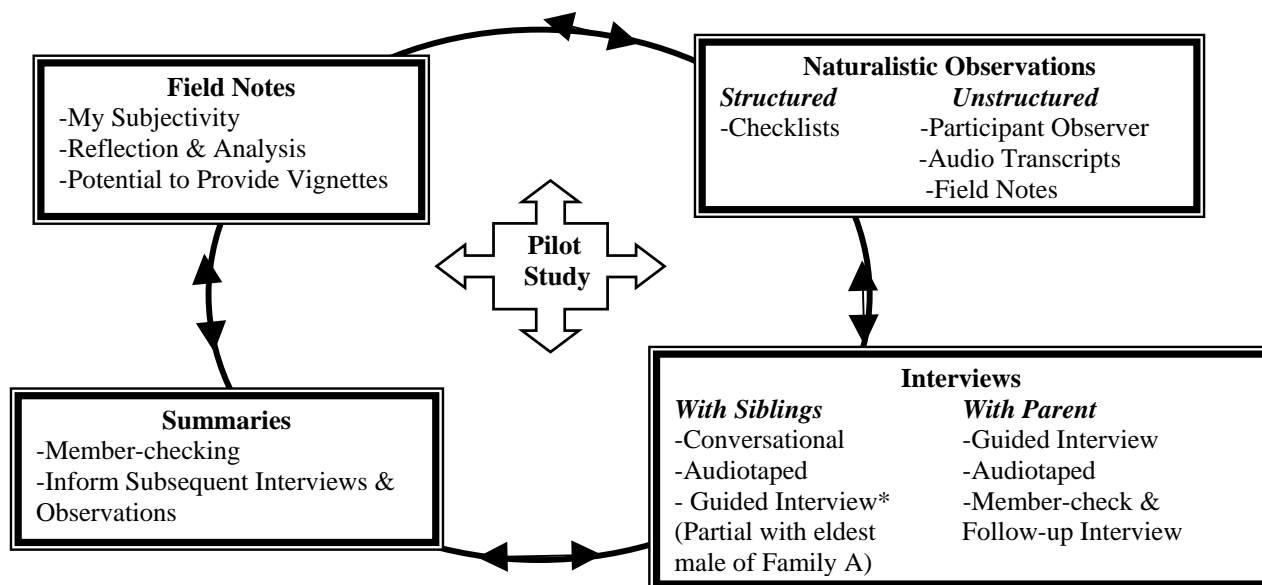 Field Notes
-My Subjectivity
-Reflection & Analysis
-Potential to Provide Vignettes
Naturalistic Observations
Structured
-Checklists
Unstructured
-Participant Observer
-Audio Transcripts
-Field Notes
Pilot
Study
Summaries
-Member-checking
-Inform Subsequent Interviews &
Observations
Interviews
With Siblings
-Conversational
-Audiotaped
- Guided Interview*
(Partial with eldest
male of Family A)
With Parent
-Guided Interview
-Audiotaped
-Member-check &
Follow-up Interview